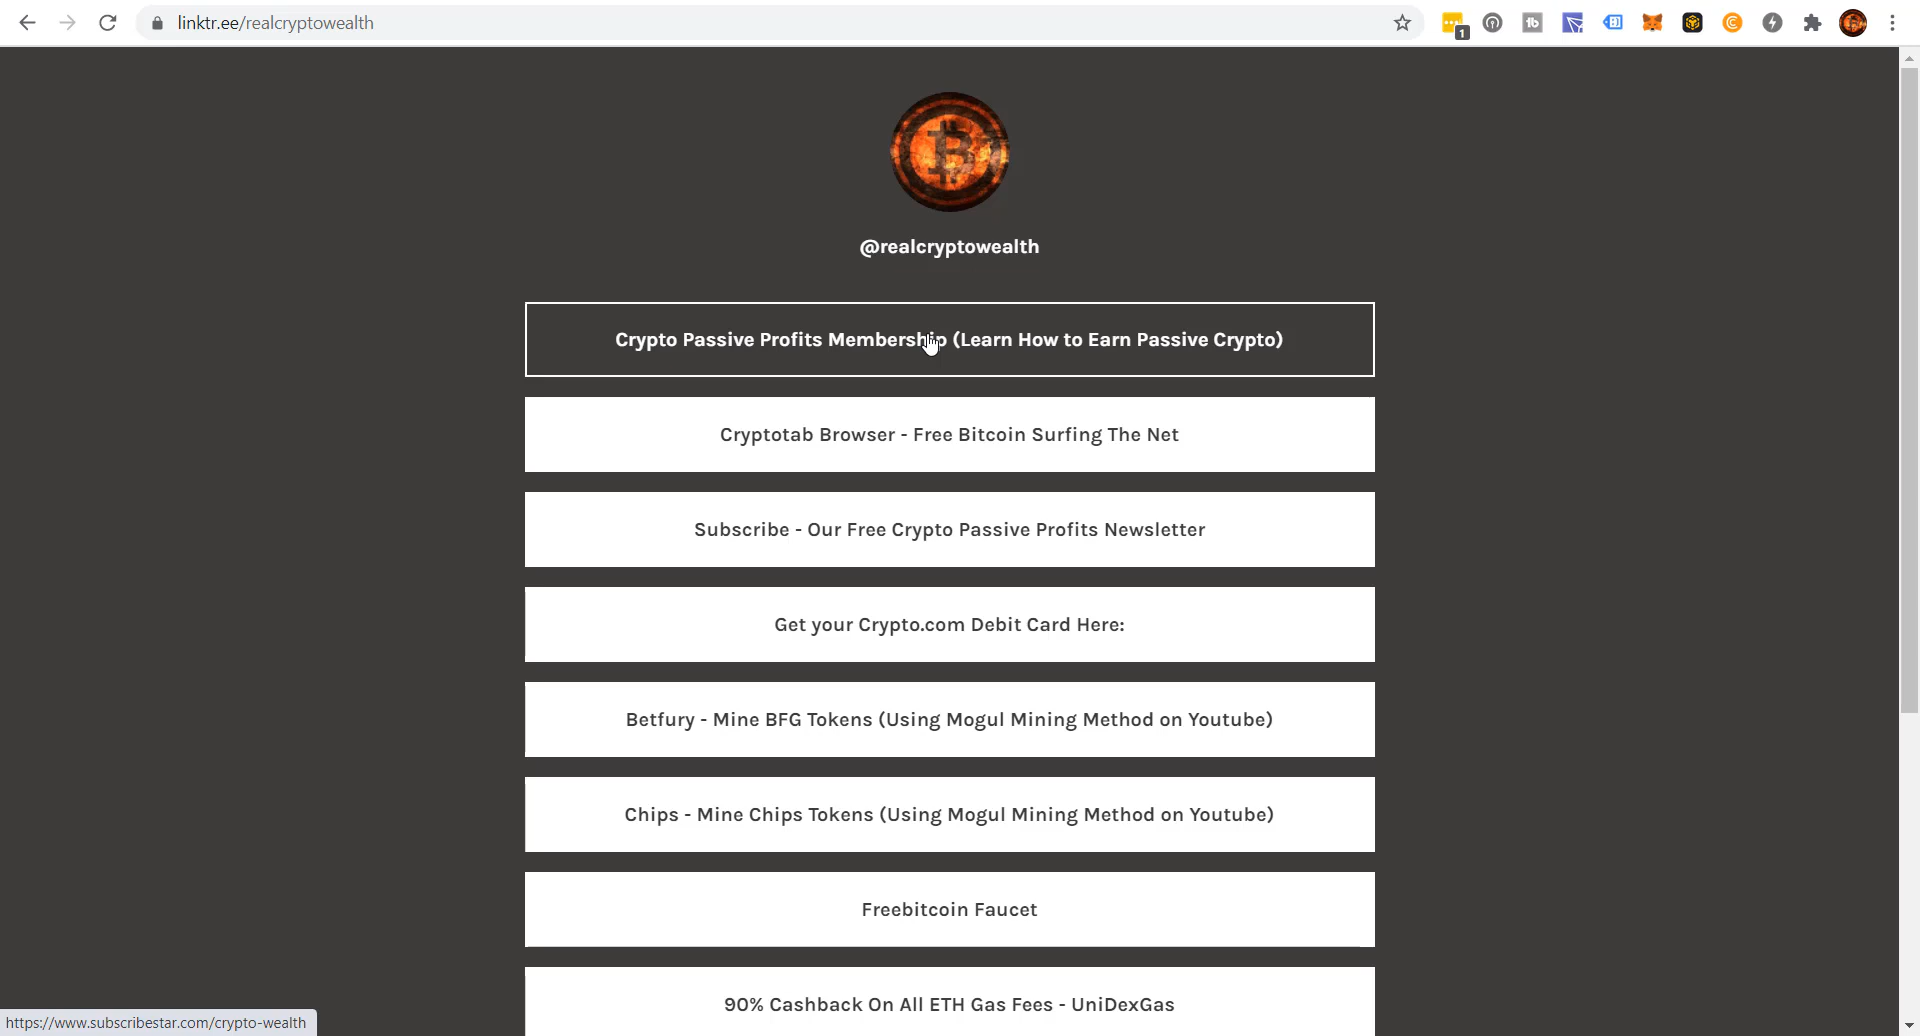 linktr.ee/realcryptowealth
1
@realcryptowealth
Crypto Passive Profits Membership (Learn How to Earn Passive Crypto)
Cryptotab Browser - Free Bitcoin Surfing The Net
Subscribe - Our Free Crypto Passive Profits Newsletter
Get your Crypto.com Debit Card Here:
Betfury - Mine BFG Tokens (Using Mogul Mining Method on Youtube)
Chips - Mine Chips Tokens (Using Mogul Mining Method on Youtube)
Freebitcoin Faucet
90% Cashback On All ETH Gas Fees - UniDexGas
https://www.subscribestar.com/crypto-wealth